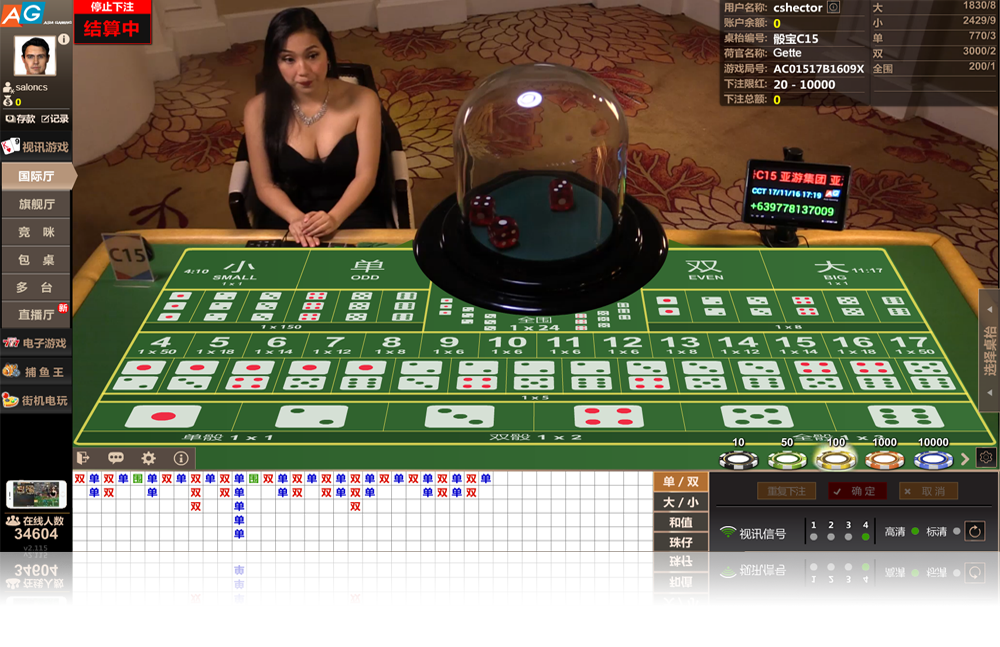 AG ASIA GAMING
停止下注
结算中
saloncs
0
存款 记录
视讯游戏
国际厅
旗舰厅
竞 咪
包 桌
多 台
直播厅 新
电子游戏
捕鱼王
街机电玩
在线人数
34604
v2.115
用户名称: cshector
账户余额: 0
桌枱编号: 骰宝C15
荷官名称: Gette
游戏局号: AC01517B1609X
下注限红: 20 - 10000
下注总额: 0
大 1830/8
小 2429/9
单 770/3
双 3000/2
全围 200/1
C15 亚游集团 亚
CCT 17/11/16 17:19
+639778137009
C15
4:10 小 SMALL 1 x 1
单 ODD
双 EVEN
大 BIG 11:17 1 x 1
1 x 150
全围
1 x 24
1 x 8
4 5 6 7 8 9 10 11 12 13 14 15 16 17
1 x 50 1 x 18 1 x 14 1 x 12 1 x 8 1 x 6 1 x 6 1 x 6 1 x 6 1 x 8 1 x 12 1 x 14 1 x 18 1 x 50
1 x 5
单骰 1 x 1 双骰 1 x 2 全骰 1 x 3
选择桌枱
10 50 100 1000 10000
双 单 双 单 围 单 双 单 双 单 双 单 围 双 单 双 单 双 单 双 单 双 单 双 单 双 单 双 单
单 双 单 双 双 单 单 双 双 单 双 单 单 双 单 双
双 单 双
单
单
单 / 双
大 / 小
和值
珠仔
重复下注
确 定
取 消
视讯信号
1 2 3 4
高清 标清